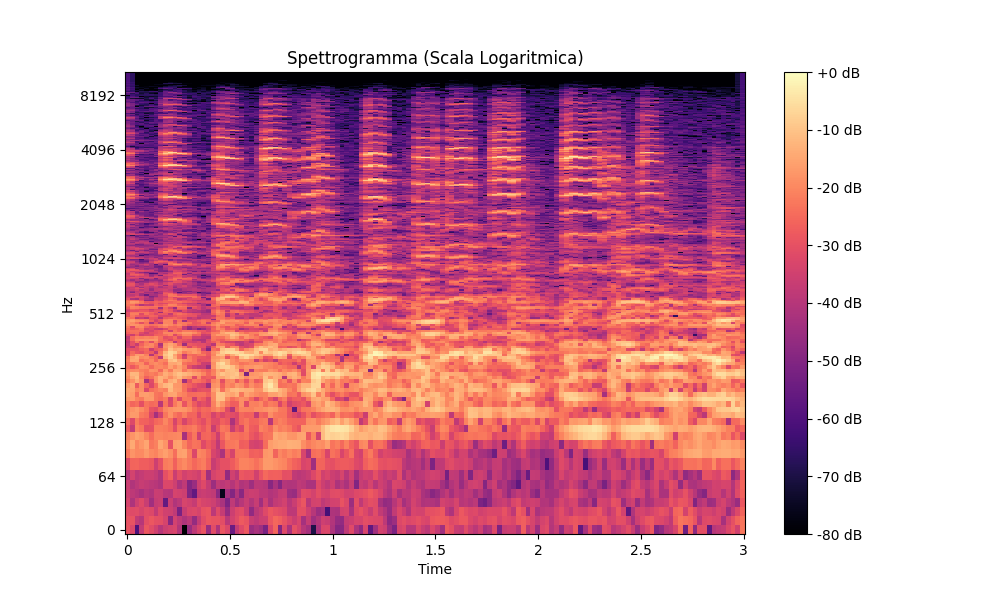 Spettrogramma (Scala Logaritmica)
Hz
8192
4096
2048
1024
512
256
128
64
0
0 0.5 1 1.5 2 2.5 3
Time
+0 dB
-10 dB
-20 dB
-30 dB
-40 dB
-50 dB
-60 dB
-70 dB
-80 dB